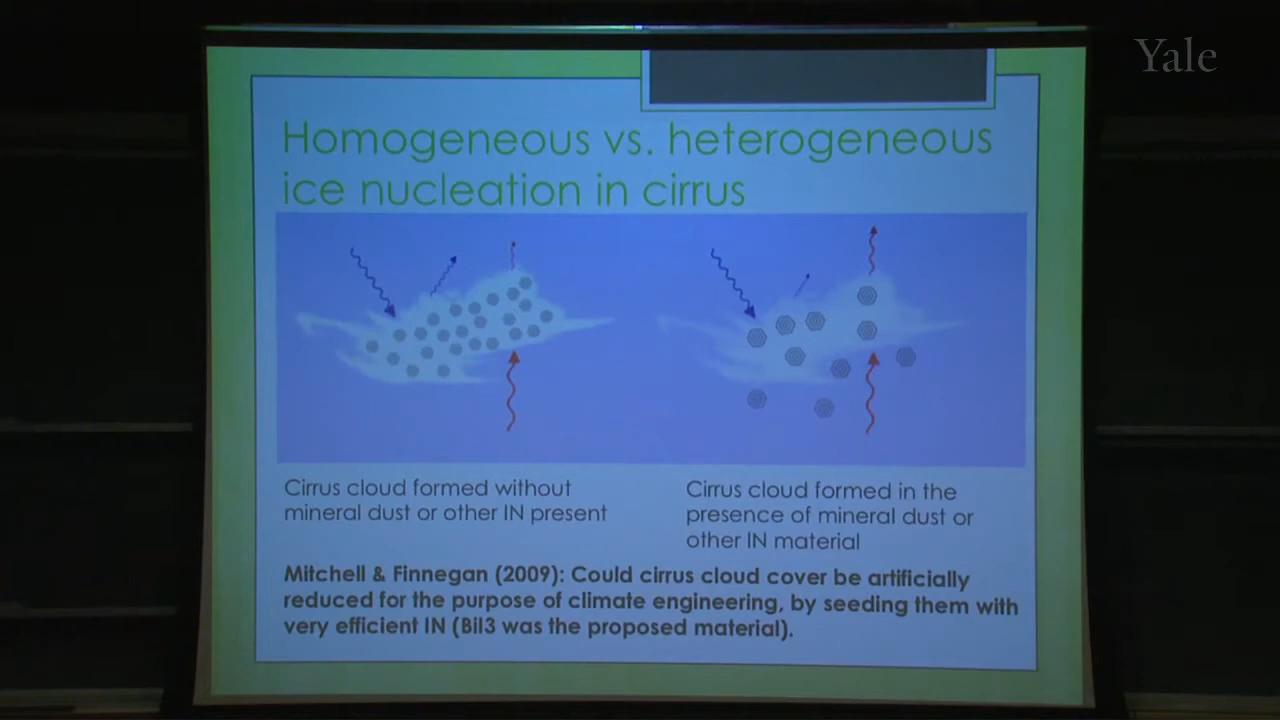 Yale
Homogeneous vs. heterogeneous
ice nucleation in cirrus
Cirrus cloud formed without
mineral dust or other IN present
Cirrus cloud formed in the
presence of mineral dust or
other IN material
Mitchell & Finnegan (2009): Could cirrus cloud cover be artificially
reduced for the purpose of climate engineering, by seeding them with
very efficient IN (BiI3 was the proposed material).